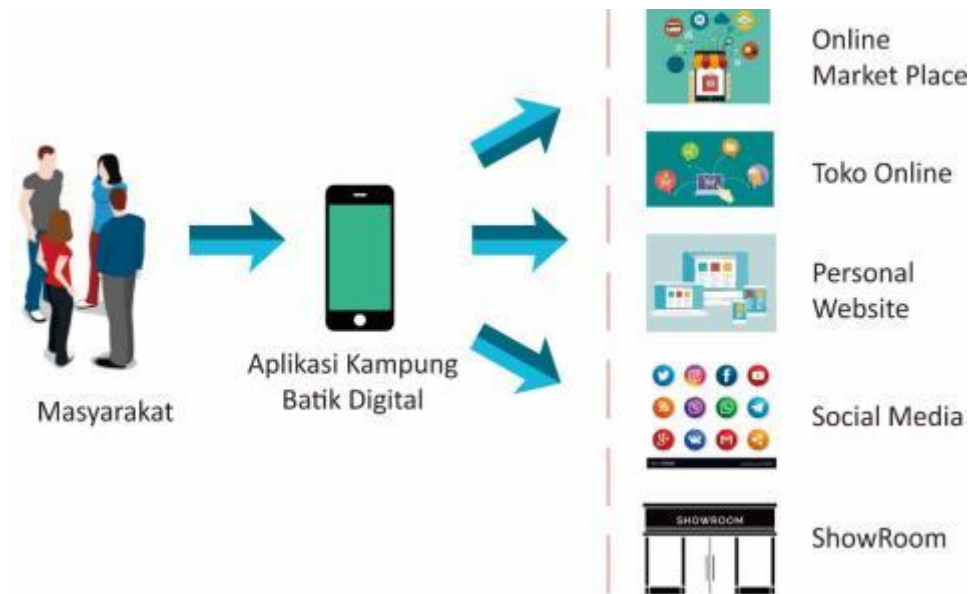 Online
Market Place
Toko Online
Personal
Website
Aplikasi Kampung
Batik Digital
Masyarakat
Social Media
SHOWROOM
ShowRoom